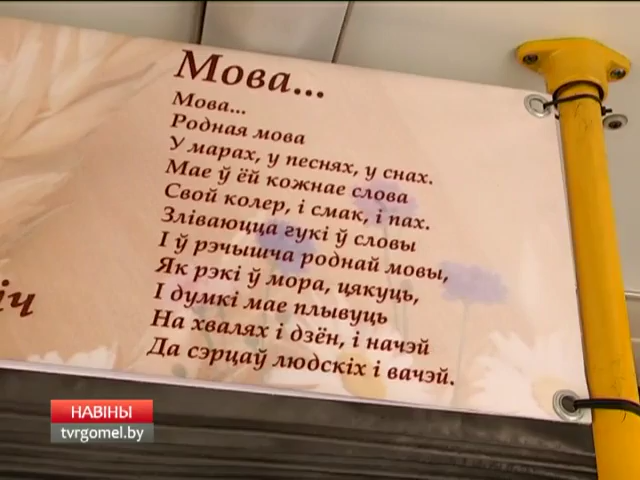 Мова...
Мова...
Родная мова
У марах, у песнях, у снах.
Мае ў ёй кожнае слова
Свой колер, і смак, і пах.
Зліваюцца гукі ў словы
І ў рэчышча роднай мовы,
Як рэкі ў мора, цякуць,
І думкі мае плывуць
На хвалях і дзён, і начэй
Да сэрцаў людскіх і вачэй.
іч
НАВІНЫ
tvrgomel.by